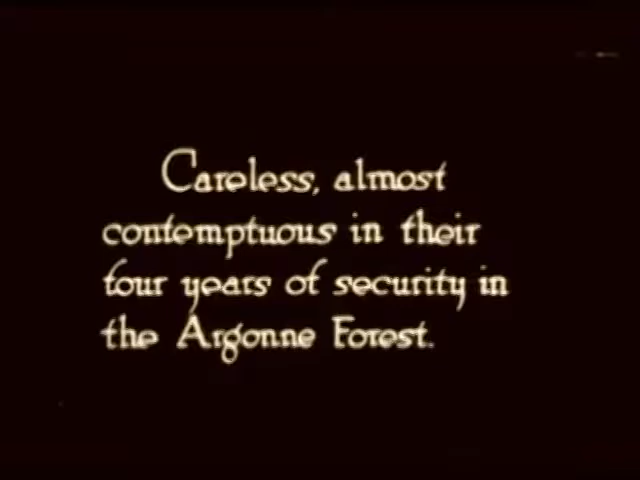 Careless, almost
contemptuous in their
four years of security in
the Argonne Forest.